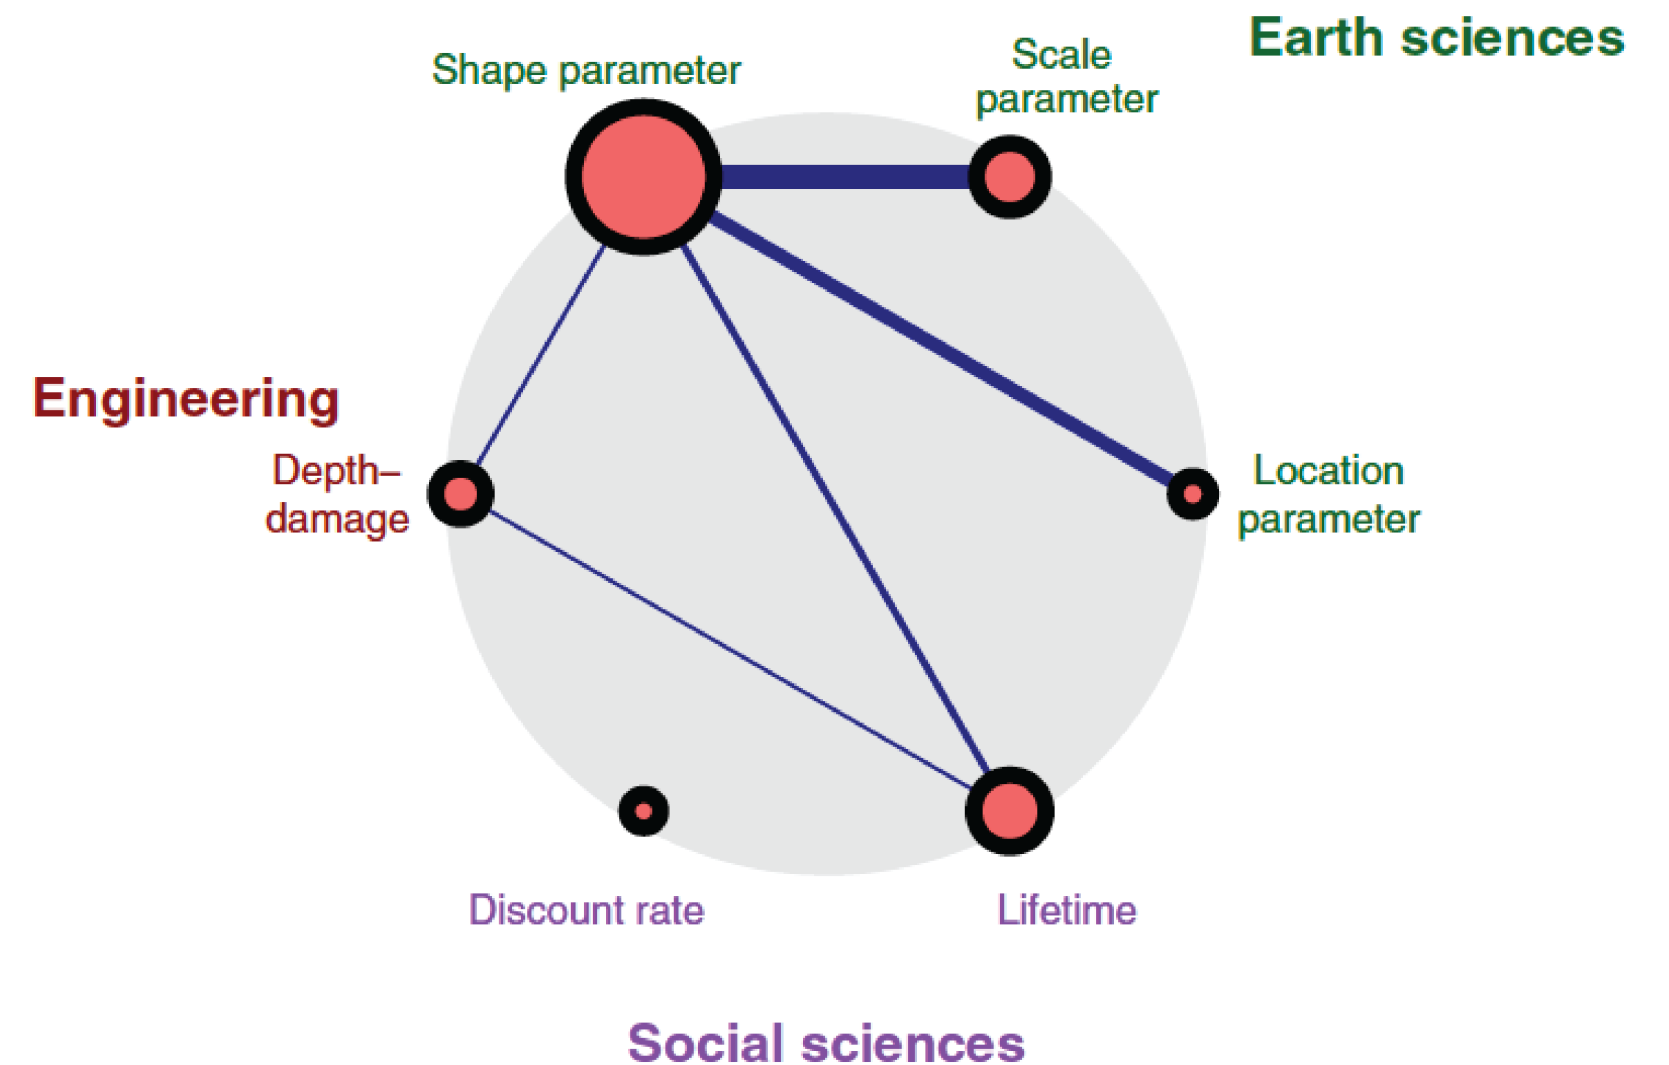 Earth sciences
Shape parameter
Scale
parameter
Engineering
Depth–
damage
Location
parameter
Discount rate
Lifetime
Social sciences